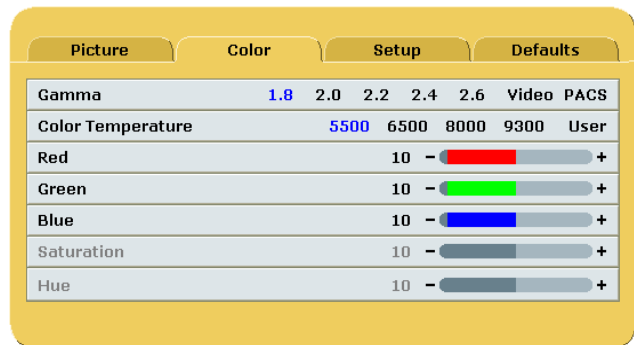 Picture Color Setup Defaults
Gamma 1.8 2.0 2.2 2.4 2.6 Video PACS
Color Temperature 5500 6500 8000 9300 User
Red 10 - +
Green 10 - +
Blue 10 - +
Saturation 10 - +
Hue 10 - +